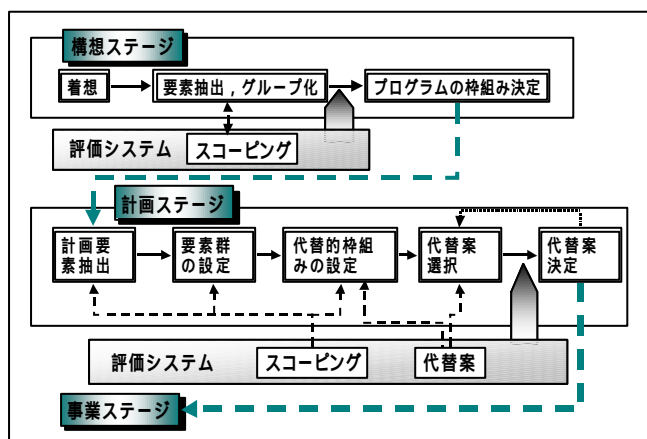 構想ステージ
着想
要素抽出，グループ化
プログラムの枠組み決定
評価システム
スコーピング
計画ステージ
計画要
素抽出
要素群
の設定
代替的枠組
みの設定
代替案
選択
代替案
決定
評価システム
スコーピング
代替案
事業ステージ